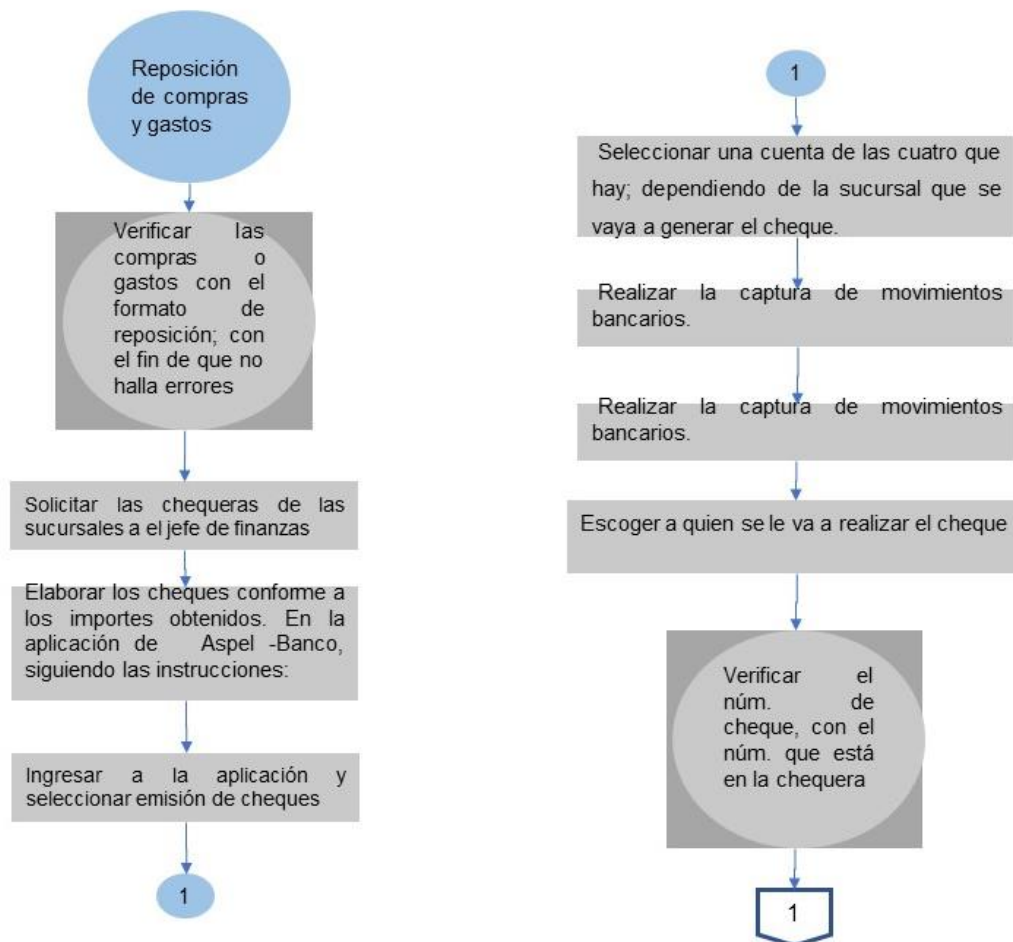 Reposición
de compras
y gastos
Verificar las
compras o
gastos con el
formato de
reposición; con
el fin de que no
halla errores
Solicitar las chequeras de las
sucursales a el jefe de finanzas
Elaborar los cheques conforme a
los importes obtenidos. En la
aplicación de Aspel -Banco,
siguiendo las instrucciones:
Ingresar a la aplicación y
seleccionar emisión de cheques
1
1
Seleccionar una cuenta de las cuatro que
hay; dependiendo de la sucursal que se
vaya a generar el cheque.
Realizar la captura de movimientos
bancarios.
Realizar la captura de movimientos
bancarios.
Escoger a quien se le va a realizar el cheque
Verificar el
núm. de
cheque, con el
núm. que está
en la chequera
1